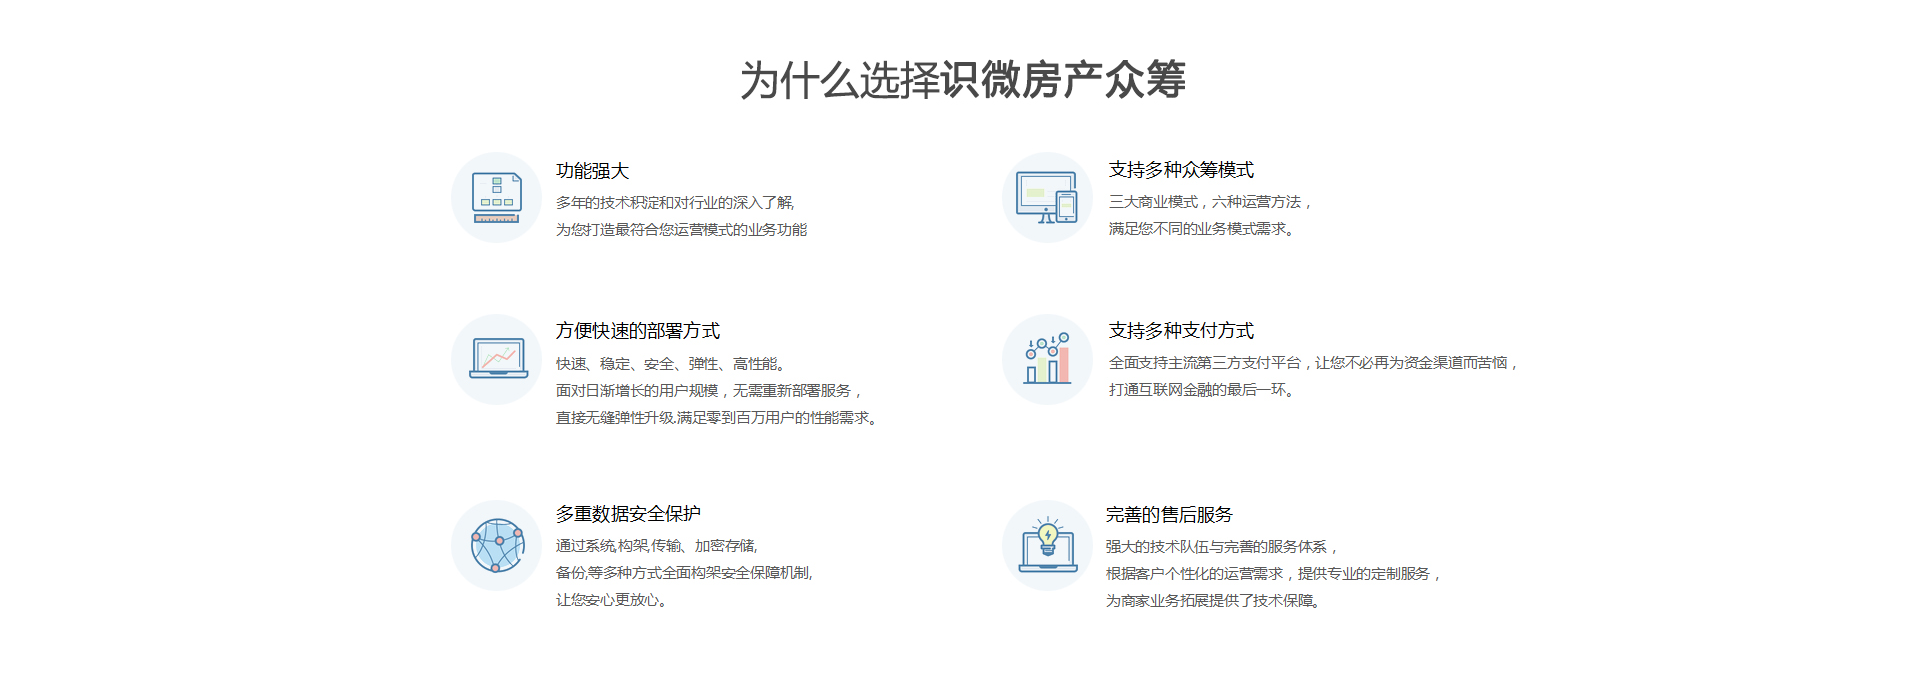 为什么选择识微房产众筹
功能强大
多年的技术积淀和对行业的深入了解,
为您打造最符合您运营模式的业务功能
支持多种众筹模式
三大商业模式，六种运营方法，
满足您不同的业务模式需求。
方便快速的部署方式
快速、稳定、安全、弹性、高性能。
面对日渐增长的用户规模，无需重新部署服务，
直接无缝弹性升级.满足零到百万用户的性能需求。
支持多种支付方式
全面支持主流第三方支付平台，让您不必再为资金渠道而苦恼，
打通互联网金融的最后一环。
多重数据安全保护
通过系统,构架,传输、加密存储,
备份,等多种方式全面构架安全保障机制,
让您安心更放心。
完善的售后服务
强大的技术队伍与完善的服务体系，
根据客户个性化的运营需求，提供专业的定制服务，
为商家业务拓展提供了技术保障。